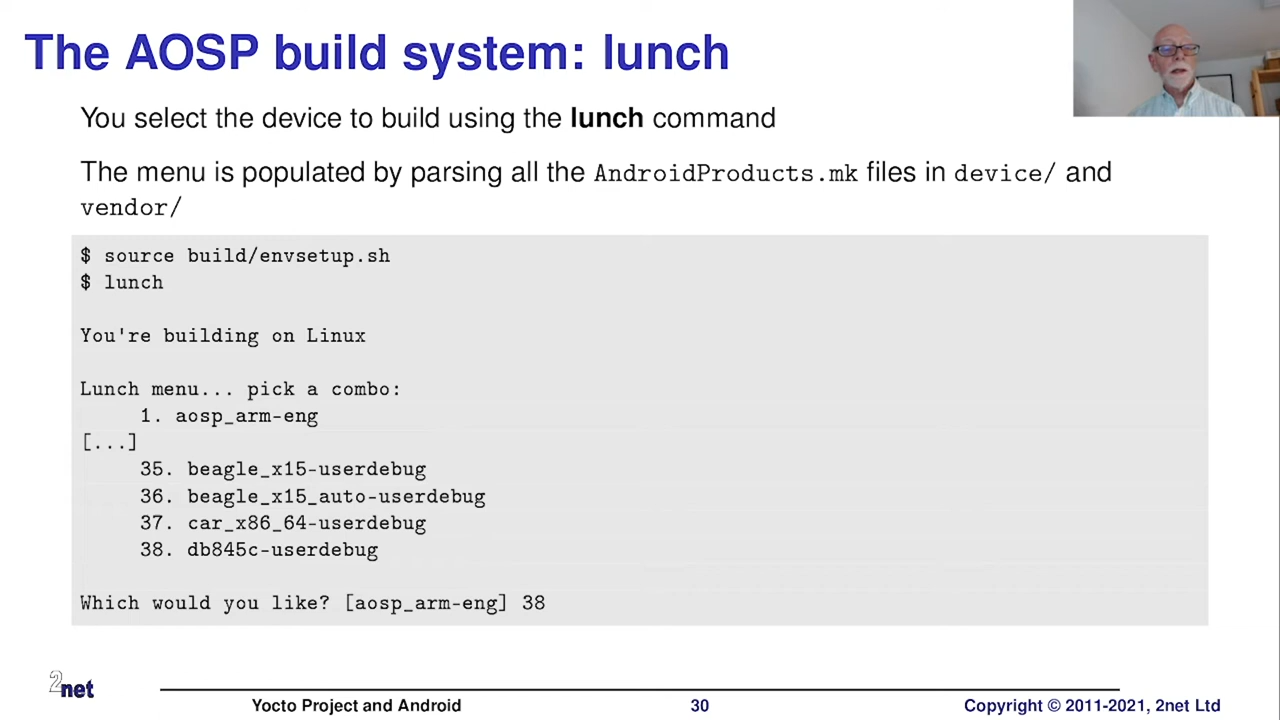 The AOSP build system: lunch
You select the device to build using the lunch command
The menu is populated by parsing all the AndroidProducts.mk files in device/ and
vendor/
$ source build/envsetup.sh
$ lunch
You're building on Linux
Lunch menu... pick a combo:
1. aosp_arm-eng
[...]
35. beagle_x15-userdebug
36. beagle_x15_auto-userdebug
37. car_x86_64-userdebug
38. db845c-userdebug
Which would you like? [aosp_arm-eng] 38
2net
Yocto Project and Android
30
Copyright © 2011-2021, 2net Ltd